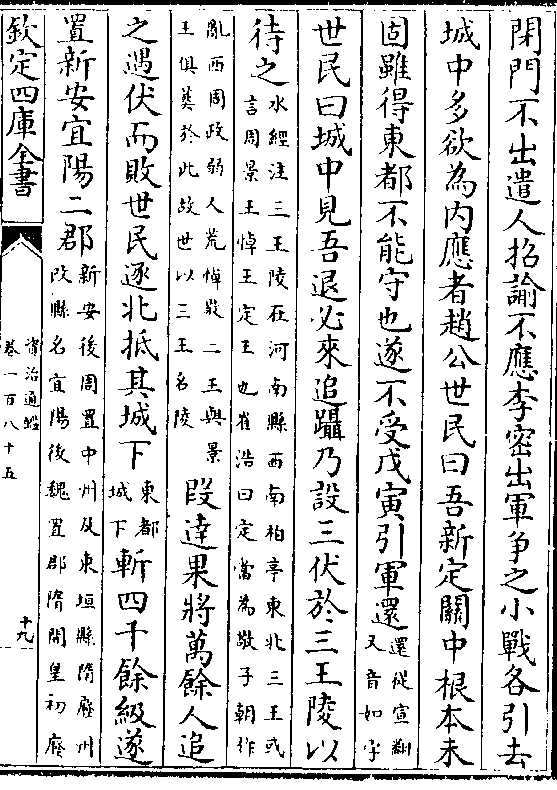 閉門不出遣人招諭不應李密出軍争之小戰各引去
城中多欲為内應者趙公世民曰吾新定關中根本未
固雖得東都不能守也遂不受戊寅引軍還還從宣翻又音如字
世民曰城中見吾退必來追躡乃設三伏於三王陵以
待之水經注三王陵在河南縣西南柏亭東北三王或言周景王悼王定王也崔浩曰定當為敬子朝作
亂西周政弱人荒悼敬二王與景王俱葬於此故世以三王名陵段達果將萬餘人追
之遇伏而敗世民逐北抵其城下東都城下斬四千餘級遂
置新安宜陽二郡新安後周置中州及東垣縣隋廢州改縣名宜陽後魏置郡隋開皇初廢
欽定四庫全書
資治通鑑
卷一百八十五
十九